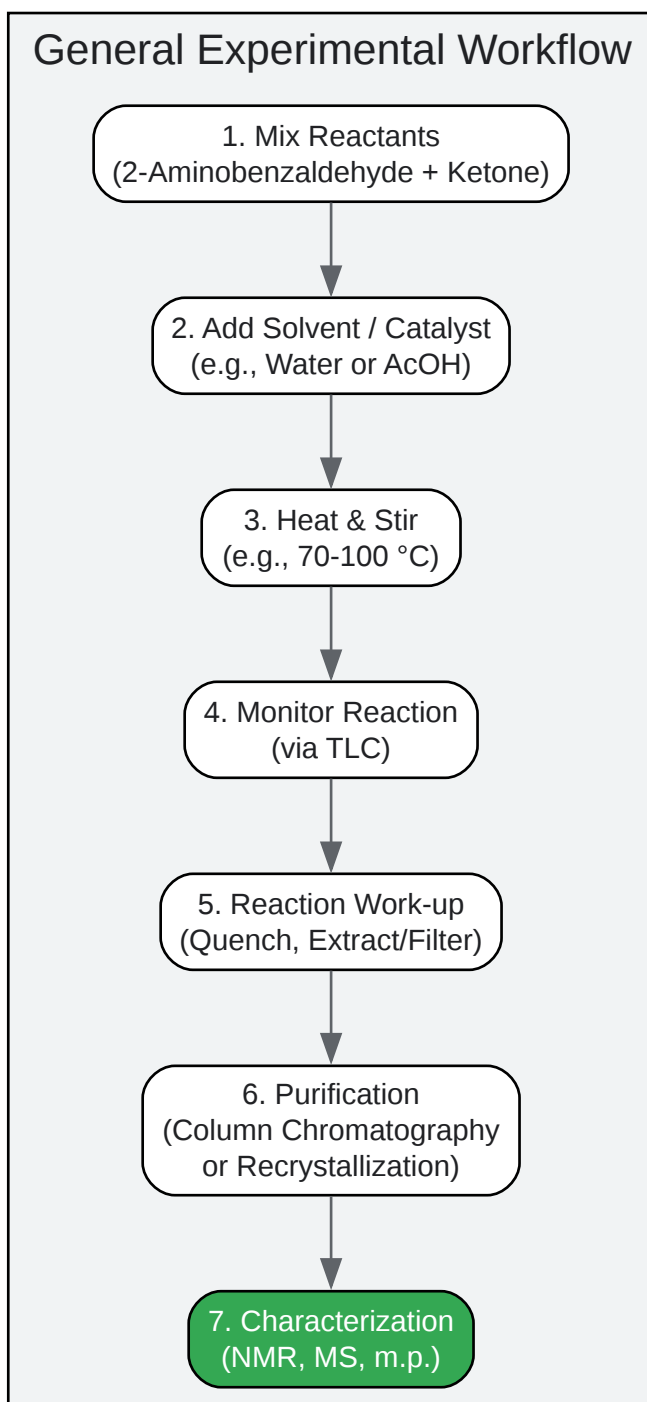 General Experimental Workflow
1. Mix Reactants
(2-Aminobenzaldehyde + Ketone)
2. Add Solvent / Catalyst
(e.g., Water or AcOH)
3. Heat & Stir
(e.g., 70-100 °C)
4. Monitor Reaction
(via TLC)
5. Reaction Work-up
(Quench, Extract/Filter)
6. Purification
(Column Chromatography
or Recrystallization)
7. Characterization
(NMR, MS, m.p.)